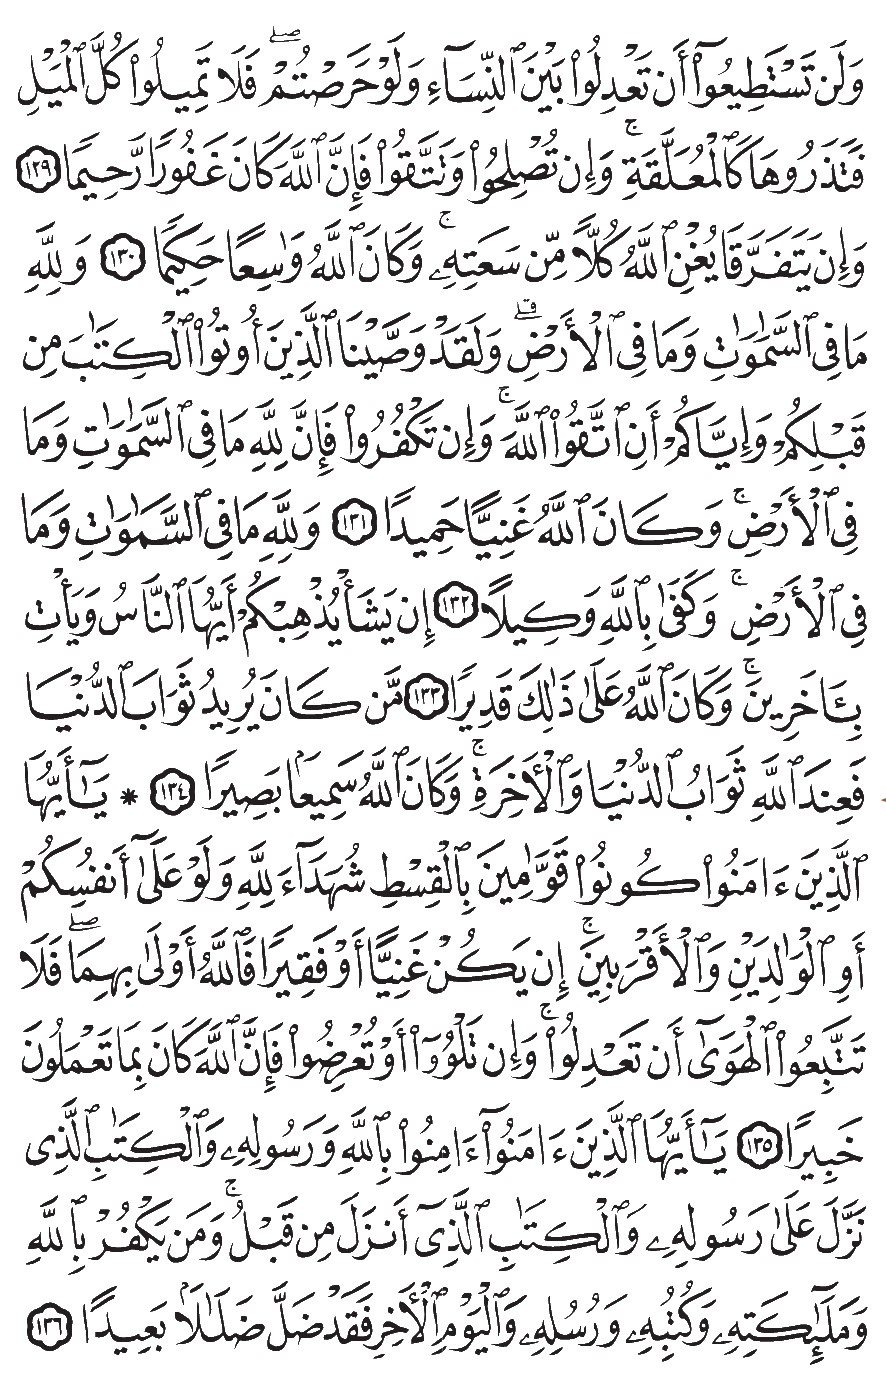 وَلَن تَسْتَطِيعُوٓا۟ أَن تَعْدِلُوا۟ بَيْنَ ٱلنِّسَآءِ وَلَوْ حَرَصْتُمْ ۖ فَلَا تَمِيلُوا۟ كُلَّ ٱلْمَيْلِ
فَتَذَرُوهَا كَٱلْمُعَلَّقَةِ ۚ وَإِن تُصْلِحُوا۟ وَتَتَّقُوا۟ فَإِنَّ ٱللَّهَ كَانَ غَفُورًا رَّحِيمًا ١٢٩
وَإِن يَتَفَرَّقَا يُغْنِ ٱللَّهُ كُلًّا مِّن سَعَتِهِۦ ۚ وَكَانَ ٱللَّهُ وَٰسِعًا حَكِيمًا ١٣٠ وَلِلَّهِ
مَا فِى ٱلسَّمَٰوَٰتِ وَمَا فِى ٱلْأَرْضِ ۗ وَلَقَدْ وَصَّيْنَا ٱلَّذِينَ أُوتُوا۟ ٱلْكِتَٰبَ مِن
قَبْلِكُمْ وَإِيَّاكُمْ أَنِ ٱتَّقُوا۟ ٱللَّهَ ۚ وَإِن تَكْفُرُوا۟ فَإِنَّ لِلَّهِ مَا فِى ٱلسَّمَٰوَٰتِ وَمَا
فِى ٱلْأَرْضِ ۚ وَكَانَ ٱللَّهُ غَنِيًّا حَمِيدًا ١٣١ وَلِلَّهِ مَا فِى ٱلسَّمَٰوَٰتِ وَمَا
فِى ٱلْأَرْضِ ۚ وَكَفَىٰ بِٱللَّهِ وَكِيلًا ١٣٢ إِن يَشَأْ يُذْهِبْكُمْ أَيُّهَا ٱلنَّاسُ وَيَأْتِ
بِـَٔاخَرِينَ ۚ وَكَانَ ٱللَّهُ عَلَىٰ ذَٰلِكَ قَدِيرًا ١٣٣ مَّن كَانَ يُرِيدُ ثَوَابَ ٱلدُّنْيَا
فَعِندَ ٱللَّهِ ثَوَابُ ٱلدُّنْيَا وَٱلْأَخِرَةِ ۚ وَكَانَ ٱللَّهُ سَمِيعًۢا بَصِيرًا ١٣٤ * يَٰٓأَيُّهَا
ٱلَّذِينَ ءَامَنُوا۟ كُونُوا۟ قَوَّٰمِينَ بِٱلْقِسْطِ شُهَدَآءَ لِلَّهِ وَلَوْ عَلَىٰٓ أَنفُسِكُمْ
أَوِ ٱلْوَٰلِدَيْنِ وَٱلْأَقْرَبِينَ ۚ إِن يَكُنْ غَنِيًّا أَوْ فَقِيرًا فَٱللَّهُ أَوْلَىٰ بِهِمَا ۖ فَلَا
تَتَّبِعُوا۟ ٱلْهَوَىٰٓ أَن تَعْدِلُوا۟ ۚ وَإِن تَلْوُۥٓا۟ أَوْ تُعْرِضُوا۟ فَإِنَّ ٱللَّهَ كَانَ بِمَا تَعْمَلُونَ
خَبِيرًا ١٣٥ يَٰٓأَيُّهَا ٱلَّذِينَ ءَامَنُوٓا۟ ءَامِنُوا۟ بِٱللَّهِ وَرَسُولِهِۦ وَٱلْكِتَٰبِ ٱلَّذِى
نَزَّلَ عَلَىٰ رَسُولِهِۦ وَٱلْكِتَٰبِ ٱلَّذِىٓ أَنزَلَ مِن قَبْلُ ۚ وَمَن يَكْفُرْ بِٱللَّهِ
وَمَلَٰٓئِكَتِهِۦ وَكُتُبِهِۦ وَرُسُلِهِۦ وَٱلْيَوْمِ ٱلْأَخِرِ فَقَدْ ضَلَّ ضَلَٰلًۢا بَعِيدًا ١٣٦